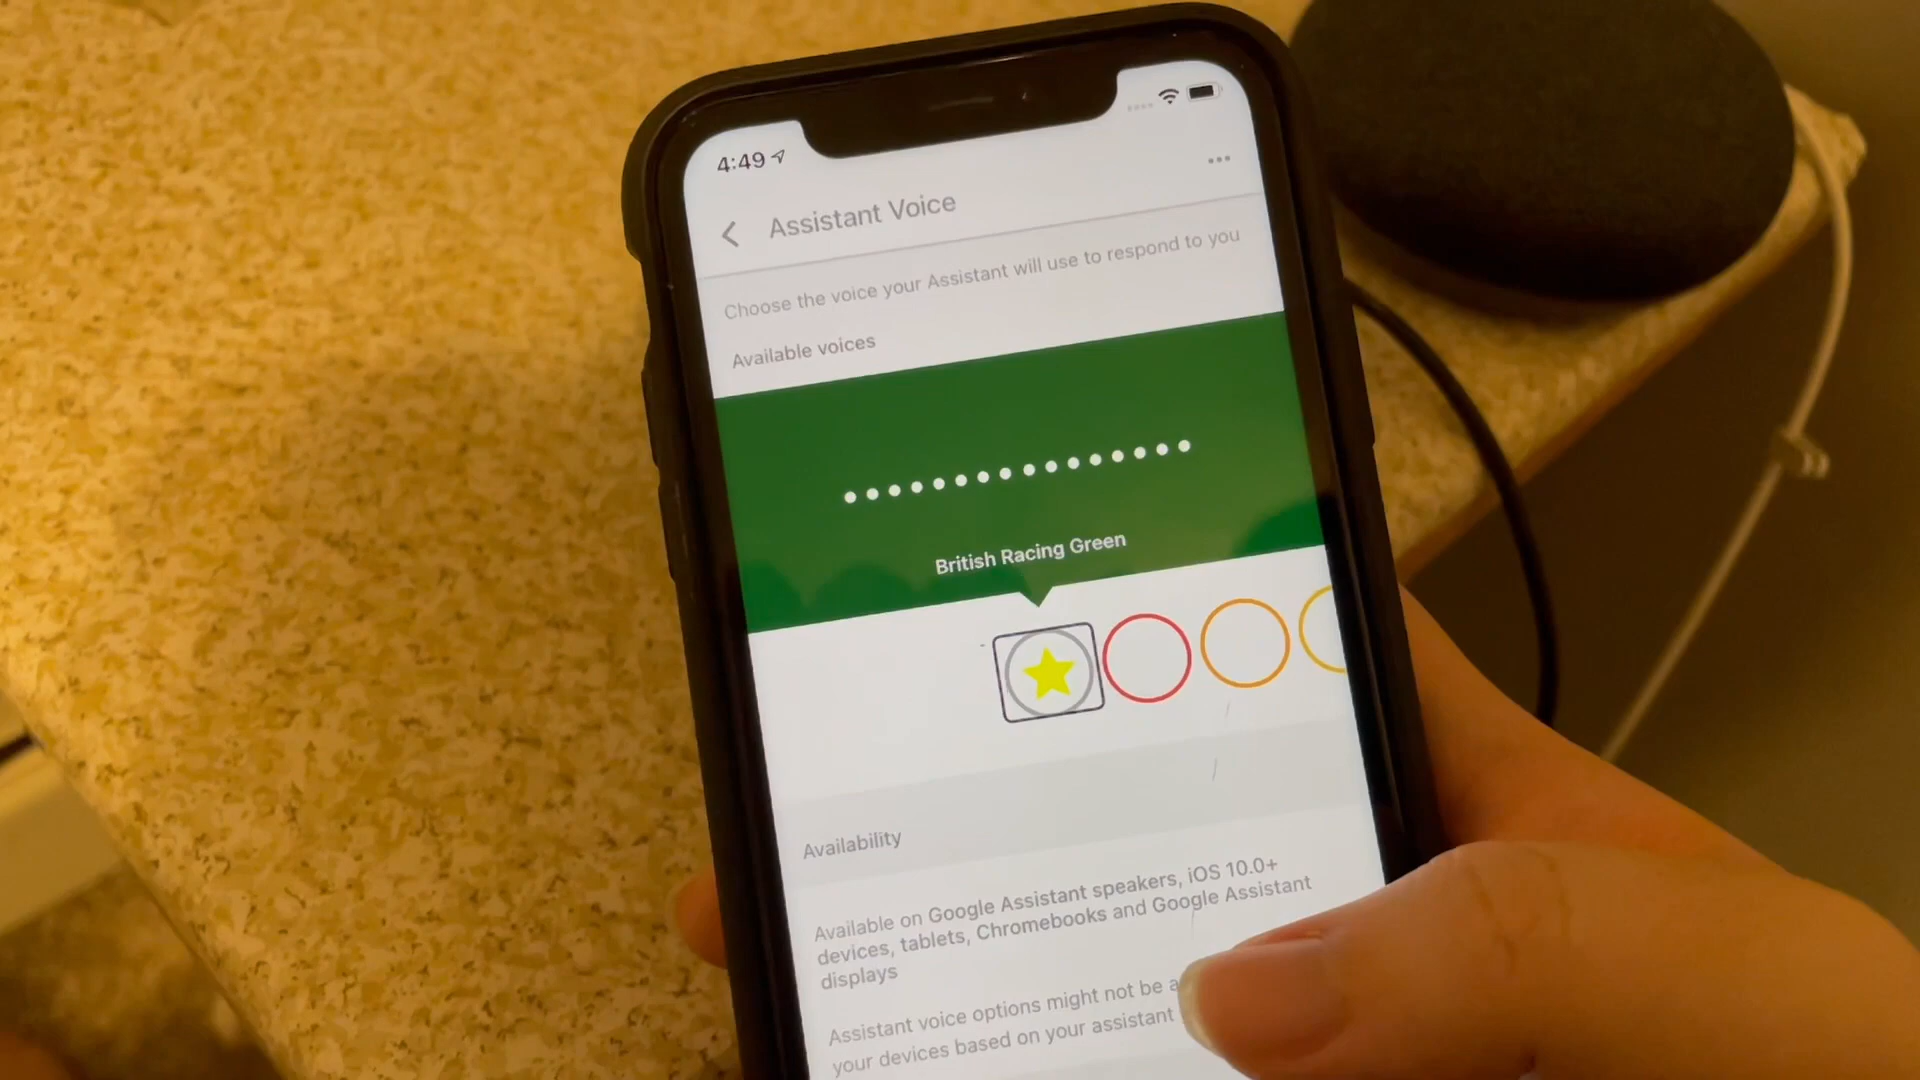 4:49
Assistant Voice
Choose the voice your Assistant will use to respond to you
Available voices
British Racing Green
Availability
Available on Google Assistant speakers, iOS 10.0+
devices, tablets, Chromebooks and Google Assistant
displays
Assistant voice options might not be
your devices based on your assistant